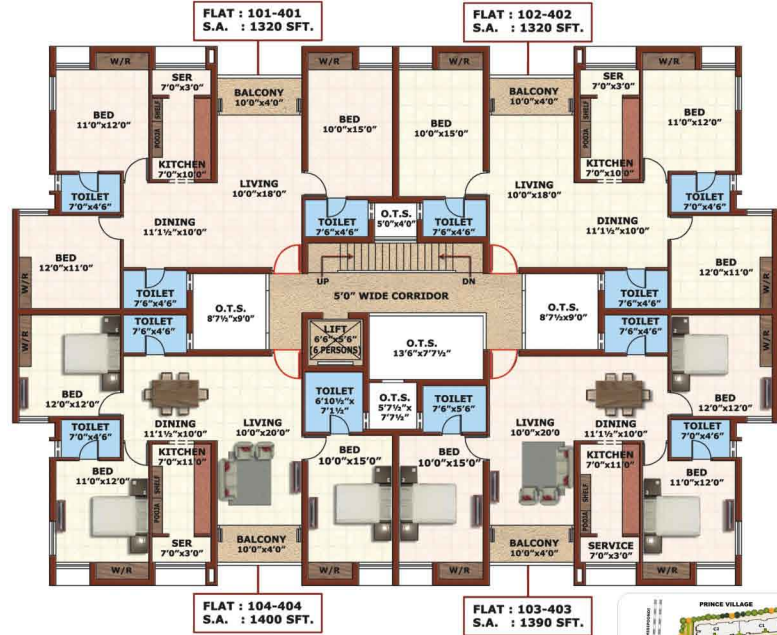 FLAT : 101-401
S.A. : 1320 SFT.
FLAT : 102-402
S.A. : 1320 SFT.
W/R
SER
7'0"x3'0"
BALCONY
10'0"x4'0"
W/R
W/R
BALCONY
10'0"x4'0"
SER
7'0"x3'0"
W/R
BED
11'0"x12'0"
POOJA
SHELF
KITCHEN
7'0"x10'0"
BED
10'0"x15'0"
BED
10'0"x15'0"
POOJA
SHELF
KITCHEN
7'0"x10'0"
BED
11'0"x12'0"
LIVING
10'0"x18'0"
LIVING
10'0"x18'0"
TOILET
7'0"x4'6"
TOILET
7'6"x4'6"
O.T.S.
5'0"x4'0"
TOILET
7'6"x4'6"
TOILET
7'0"x4'6"
DINING
11'1½"x10'0"
DINING
11'1½"x10'0"
BED
12'0"x11'0"
W/R
TOILET
7'6"x4'6"
UP
DN
TOILET
7'6"x4'6"
BED
12'0"x11'0"
W/R
O.T.S.
8'7½"x9'0"
5'0" WIDE CORRIDOR
O.T.S.
8'7½"x9'0"
W/R
TOILET
7'6"x4'6"
LIFT
6'6"x5'6"
[6 PERSONS]
O.T.S.
13'6"x7'7½"
TOILET
7'6"x4'6"
W/R
BED
12'0"x12'0"
BED
12'0"x12'0"
TOILET
6'10½"x
7'1½"
O.T.S.
5'7½"x
7'7½"
TOILET
7'6"x5'6"
TOILET
7'0"x4'6"
DINING
11'1½"x10'0"
LIVING
10'0"x20'0"
LIVING
10'0"x20'0
DINING
11'1½"x10'0"
TOILET
7'0"x4'6"
KITCHEN
7'0"x11'0"
KITCHEN
7'0"x11'0"
BED
11'0"x12'0"
BED
10'0"x15'0"
BED
10'0"x15'0"
BED
11'0"x12'0"
POOJA
SHELF
POOJA
SHELF
SER
7'0"x3'0"
BALCONY
10'0"x4'0"
BALCONY
10'0"x4'0"
SERVICE
7'0"x3'0"
W/R
W/R
W/R
W/R
FLAT : 104-404
S.A. : 1400 SFT.
FLAT : 103-403
S.A. : 1390 SFT.
PRINCE VILLAGE